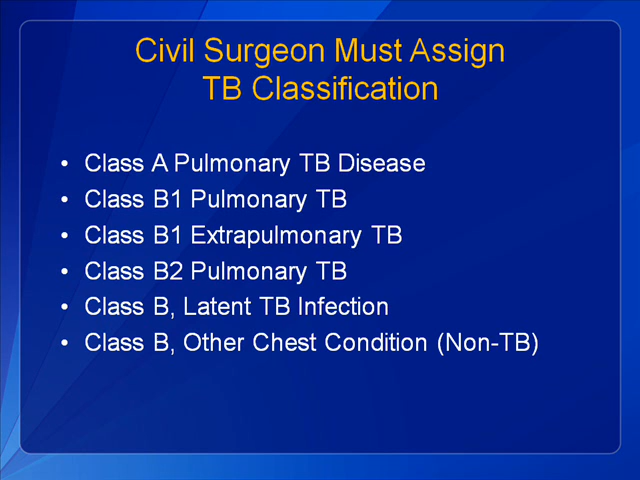 Civil Surgeon Must Assign
TB Classification
• Class A Pulmonary TB Disease
• Class B1 Pulmonary TB
• Class B1 Extrapulmonary TB
• Class B2 Pulmonary TB
• Class B, Latent TB Infection
• Class B, Other Chest Condition (Non-TB)